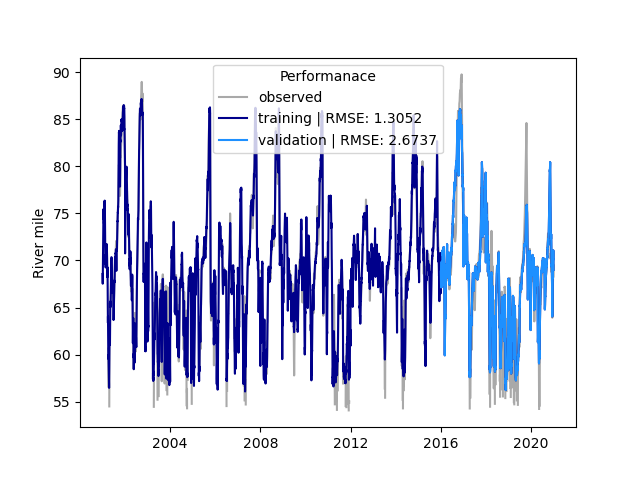 Performanace
observed
training | RMSE: 1.3052
validation | RMSE: 2.6737
River mile
90
85
80
75
70
65
60
55
2004 2008 2012 2016 2020